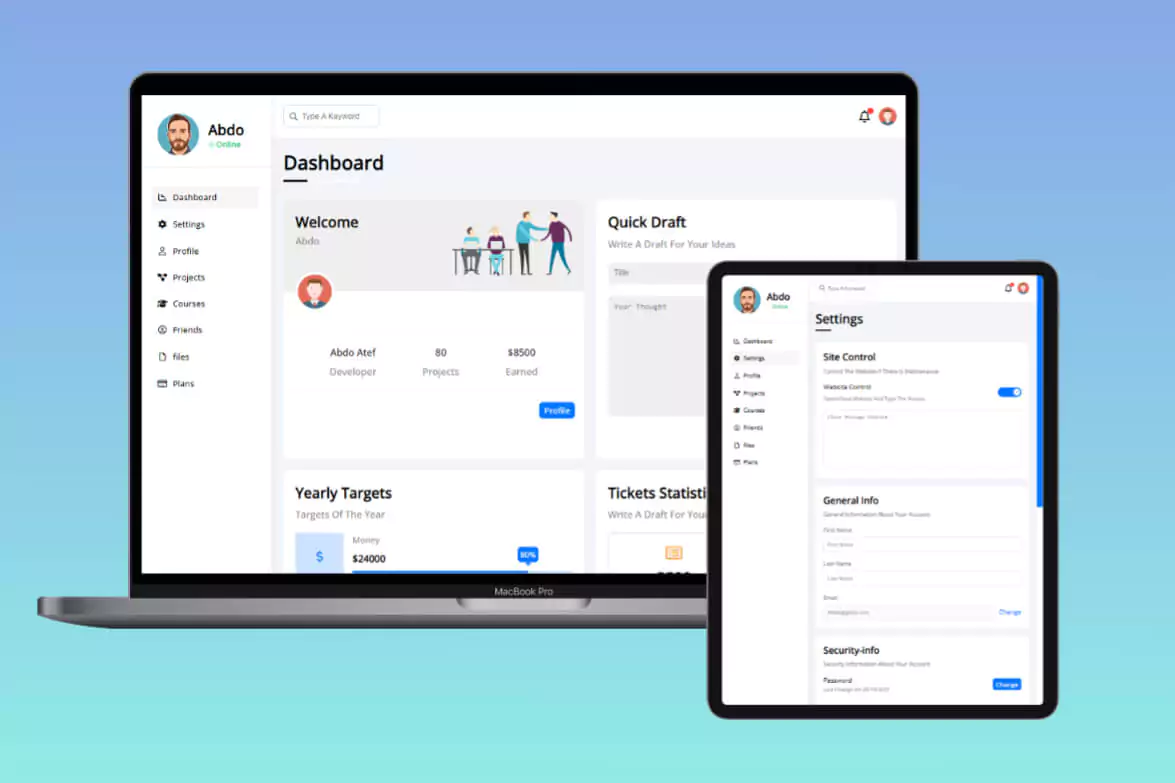 Abdo
Online
Type A Keyword
Dashboard
Dashboard
Settings
Profile
Projects
Courses
Friends
files
Plans
Welcome
Abdo
Abdo Atef
Developer
80
Projects
$8500
Earned
Profile
Quick Draft
Write A Draft For Your Ideas
Title
Your Thought
Yearly Targets
Targets Of The Year
Money
$24000
80%
Tickets Statisti
Write A Draft For You
MacBook Pro
Abdo
Online
Type A Keyword
Settings
Dashboard
Settings
Profile
Projects
Courses
Friends
files
Plans
Site Control
Control The Website If There Is Maintenance
Website Control
Close Message Content
General Info
General Information About Your Account
First Name
First Name
Last Name
Last Name
Email
Change
Security-info
Security Information About Your Account
Password
Change